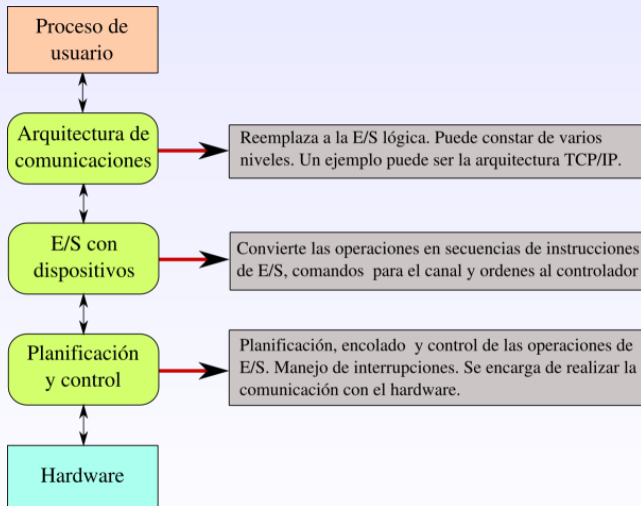 Proceso de
usuario
Arquitectura de
comunicaciones
Reemplaza a la E/S lógica. Puede constar de varios
niveles. Un ejemplo puede ser la arquitectura TCP/IP.
E/S con
dispositivos
Convierte las operaciones en secuencias de instrucciones
de E/S, comandos para el canal y ordenes al controlador
Planificación
y control
Planificación, encolado y control de las operaciones de
E/S. Manejo de interrupciones. Se encarga de realizar la
comunicación con el hardware.
Hardware